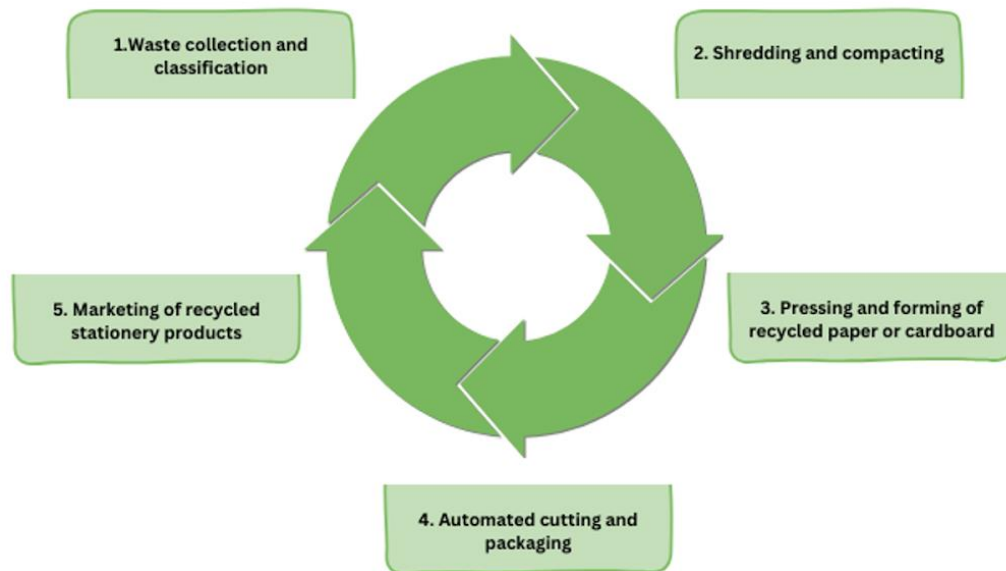 1.Waste collection and
classification
2. Shredding and compacting
3. Pressing and forming of
recycled paper or cardboard
4. Automated cutting and
packaging
5. Marketing of recycled
stationery products